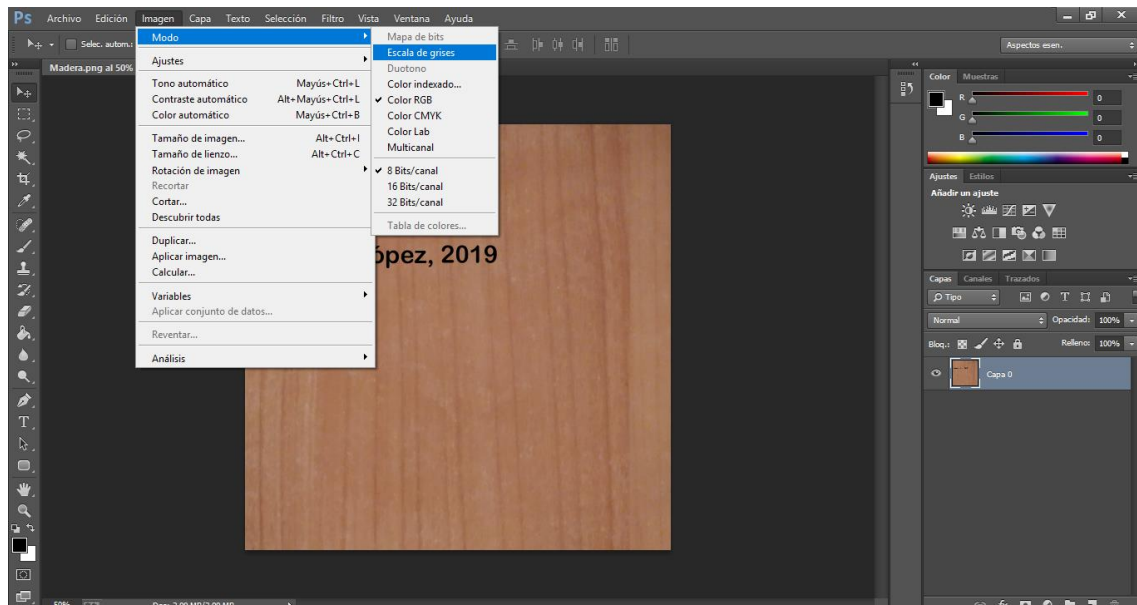 Ps Archivo Edición Imagen Capa Texto Selección Filtro Vista Ventana Ayuda
Selec. autom.:
Aspectos esen.
Madera.png al 50%
Modo
Ajustes
Tono automático Mayús+Ctrl+L
Contraste automático Alt+Mayús+Ctrl+L
Color automático Mayús+Ctrl+B
Tamaño de imagen... Alt+Ctrl+I
Tamaño de lienzo... Alt+Ctrl+C
Rotación de imagen
Recortar
Cortar...
Descubrir todas
Duplicar...
Aplicar imagen...
Calcular...
Variables
Aplicar conjunto de datos...
Reventar...
Análisis
Mapa de bits
Escala de grises
Duotono
Color indexado...
Color RGB
Color CMYK
Color Lab
Multicanal
8 Bits/canal
16 Bits/canal
32 Bits/canal
Tabla de colores...
ópez, 2019
Color Muestras
R 0
G 0
B 0
Ajustes Estilos
Añadir un ajuste
Capas Canales Trazados
Tipo
Normal Opacidad: 100%
Bloq.: Relleno: 100%
Capa 0